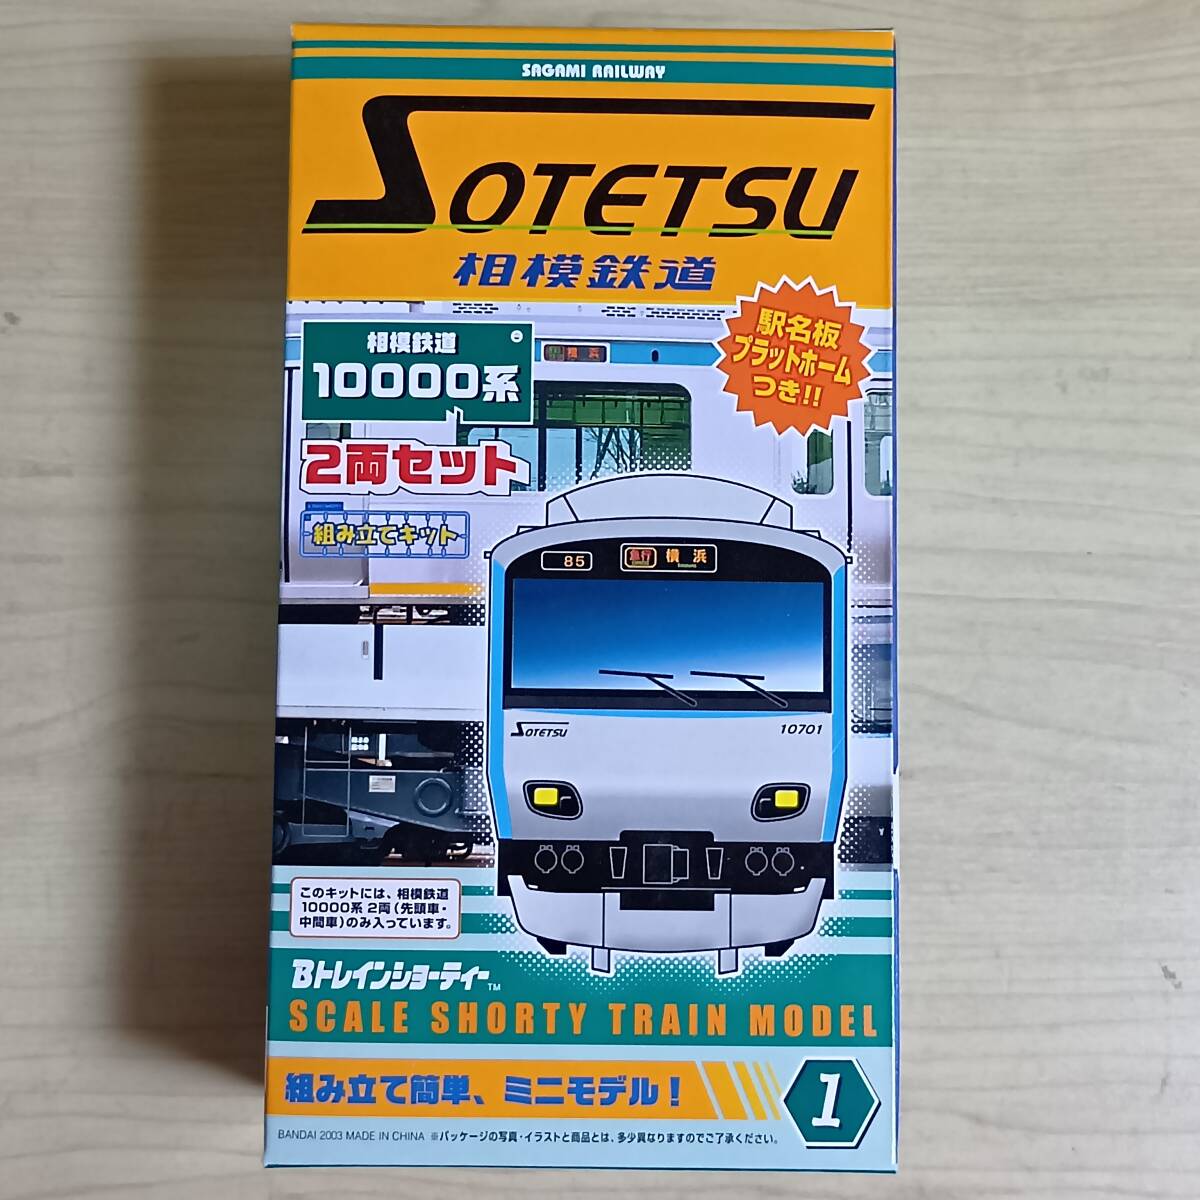 SAGAMI RAILWAY
SOTETSU
相模鉄道
駅名板
プラットホーム
つき!!
相模鉄道
10000系
横浜
2両セット
組み立てキット
85 急行 横浜
SOTETSU 10701
このキットには、相模鉄道
10000系 2両(先頭車・
中間車)のみ入っています。
Bトレインショーティー™
SCALE SHORTY TRAIN MODEL
組み立て簡単、ミニモデル!
1
BANDAI 2003 MADE IN CHINA ※パッケージの写真・イラストと商品とは、多少異なりますのでご了承ください。